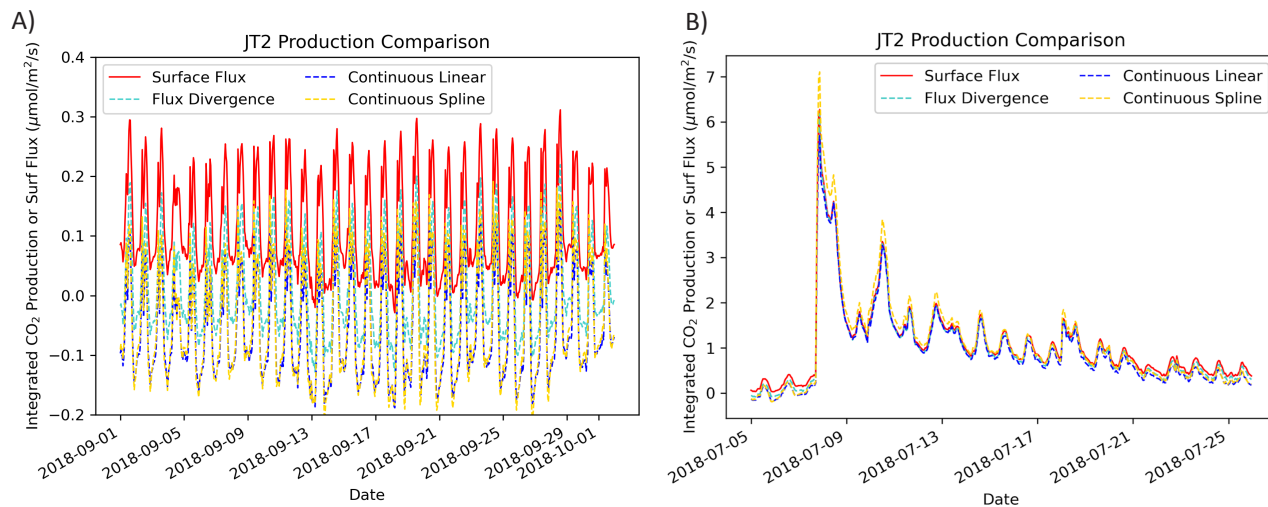 A)
JT2 Production Comparison
Integrated CO₂ Production or Surf Flux (μmol/m²/s)
0.4
0.3
0.2
0.1
0.0
−0.1
−0.2
Surface Flux
Flux Divergence
Continuous Linear
Continuous Spline
2018-09-01
2018-09-05
2018-09-09
2018-09-13
2018-09-17
2018-09-21
2018-09-25
2018-09-29
2018-10-01
Date
B)
JT2 Production Comparison
Integrated CO₂ Production or Surf Flux (μmol/m²/s)
7
6
5
4
3
2
1
0
Surface Flux
Flux Divergence
Continuous Linear
Continuous Spline
2018-07-05
2018-07-09
2018-07-13
2018-07-17
2018-07-21
2018-07-25
Date